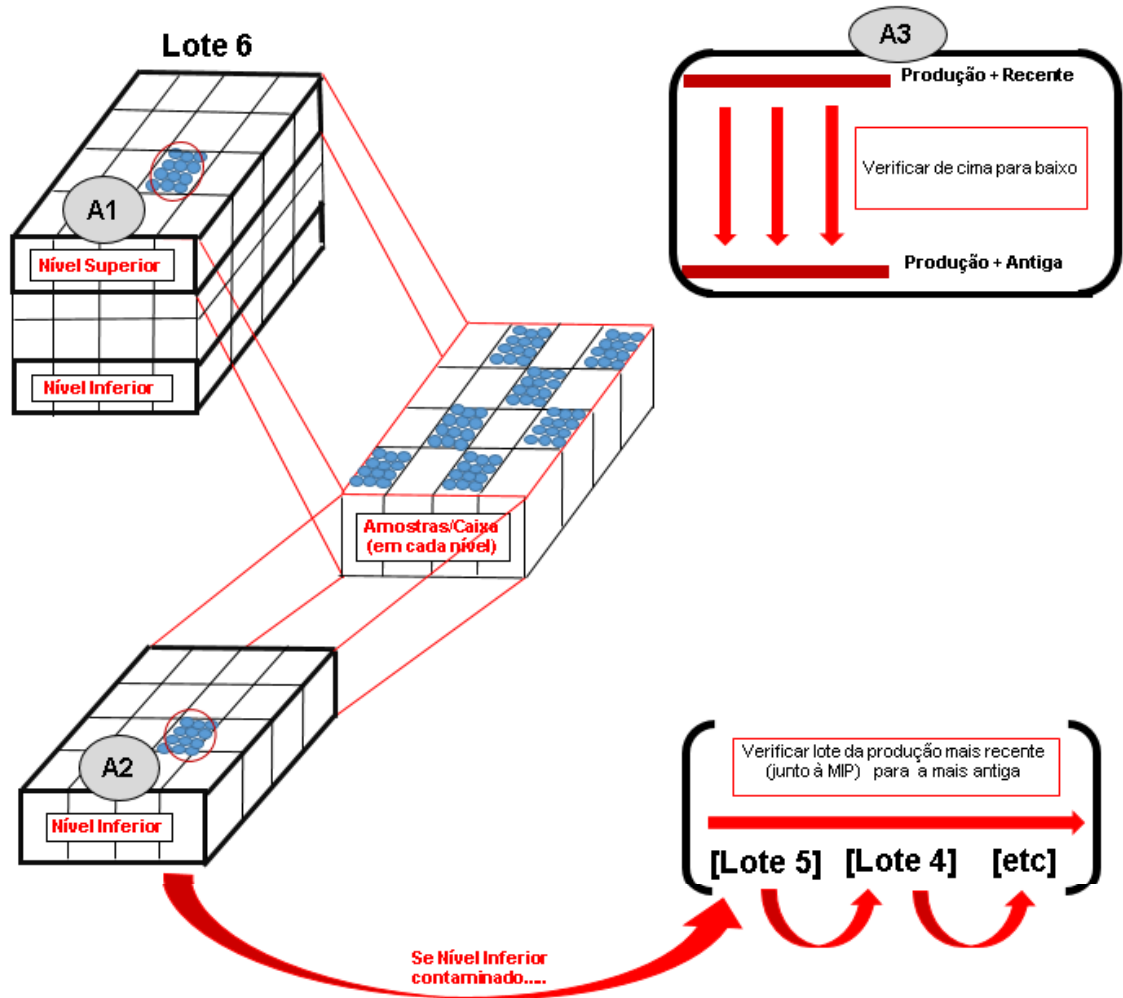 Lote 6
A1
Nível Superior
Nível Inferior
A3
Produção + Recente
Verificar de cima para baixo
Produção + Antiga
Amostras/Caixa
(em cada nível)
A2
Nível Inferior
Verificar lote da produção mais recente
(junto à MIP) para a mais antiga
[Lote 5] [Lote 4] [etc]
Se Nível Inferior
contaminado.....